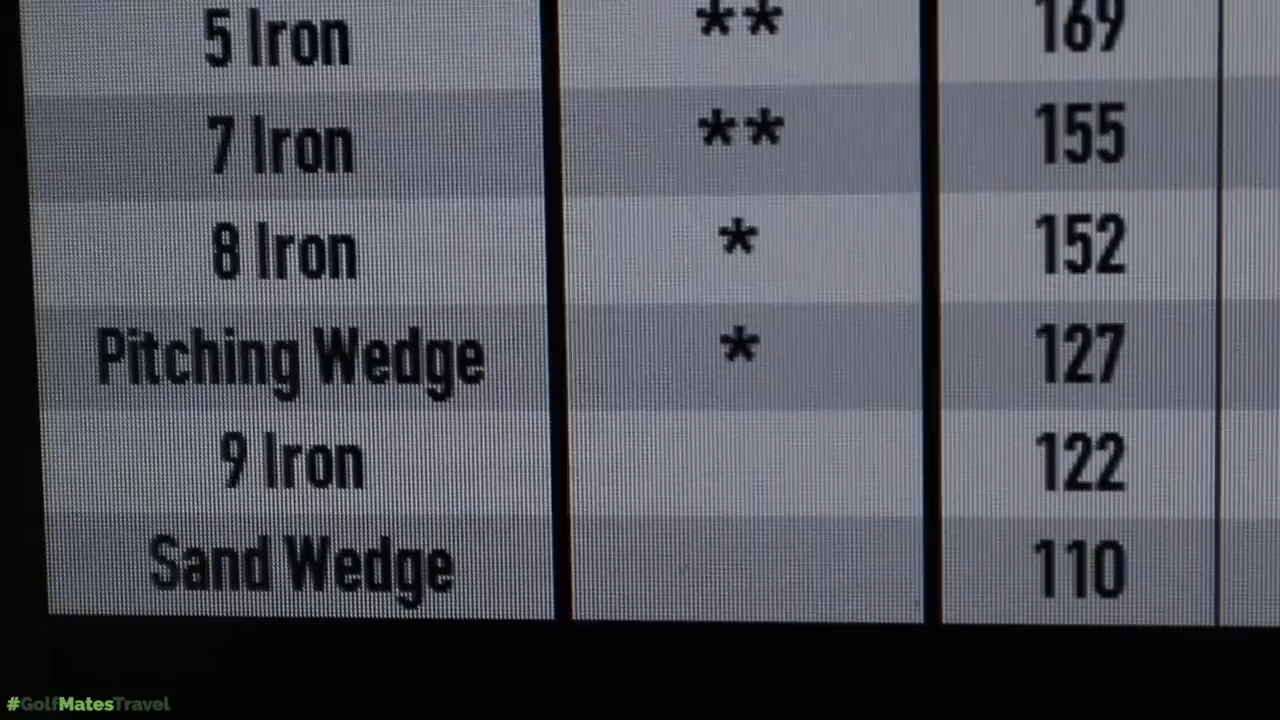 5 Iron ** 169
7 Iron ** 155
8 Iron * 152
Pitching Wedge * 127
9 Iron 122
Sand Wedge 110
#GolfMatesTravel